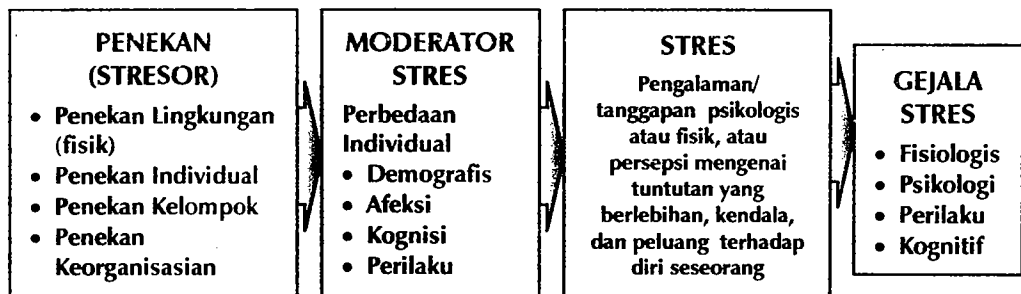 PENEKAN
(STRESOR)
• Penekan Lingkungan
(fisik)
• Penekan Individual
• Penekan Kelompok
• Penekan
Keorganisasian
MODERATOR
STRES
Perbedaan
Individual
• Demografis
• Afeksi
• Kognisi
• Perilaku
STRES
Pengalaman/
tanggapan psikologis
atau fisik, atau
persepsi mengenai
tuntutan yang
berlebihan, kendala,
dan peluang terhadap
diri seseorang
GEJALA
STRES
• Fisiologis
• Psikologi
• Perilaku
• Kognitif